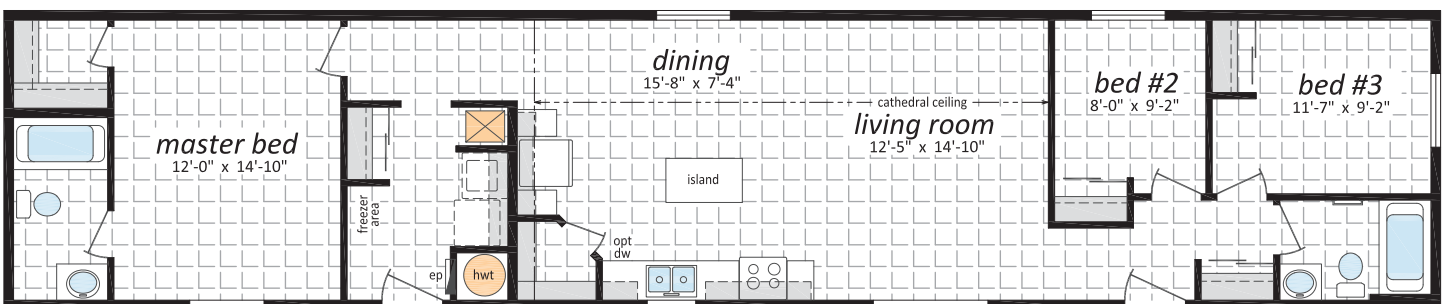 master bed
12'-0" x 14'-10"
freezer
area
ep
hwt
dining
15'-8" x 7'-4"
cathedral ceiling
living room
12'-5" x 14'-10"
island
opt
dw
bed #2
8'-0" x 9'-2"
bed #3
11'-7" x 9'-2"